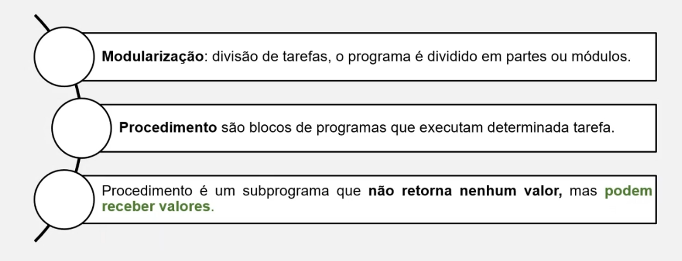 Modularização: divisão de tarefas, o programa é dividido em partes ou módulos.
Procedimento são blocos de programas que executam determinada tarefa.
Procedimento é um subprograma que não retorna nenhum valor, mas podem
receber valores.